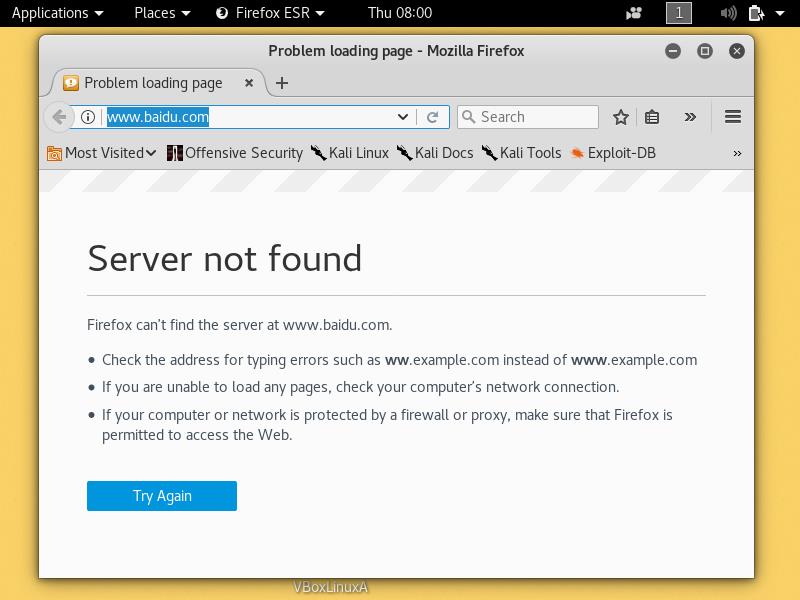 Applications Places Firefox ESR Thu 08:00 1
Problem loading page - Mozilla Firefox
Problem loading page
www.baidu.com Search
Most Visited Offensive Security Kali Linux Kali Docs Kali Tools Exploit-DB
Server not found
Firefox can't find the server at www.baidu.com.
• Check the address for typing errors such as ww.example.com instead of www.example.com
• If you are unable to load any pages, check your computer's network connection.
• If your computer or network is protected by a firewall or proxy, make sure that Firefox is
permitted to access the Web.
Try Again
VBoxLinuxA